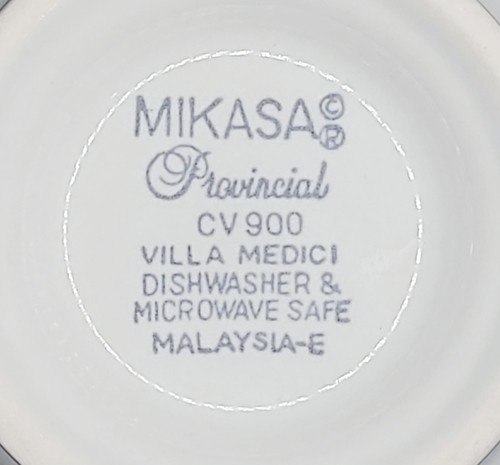 MIKASA©®
Provincial
CV900
VILLA MEDICI
DISHWASHER &
MICROWAVE SAFE
MALAYSIA-E